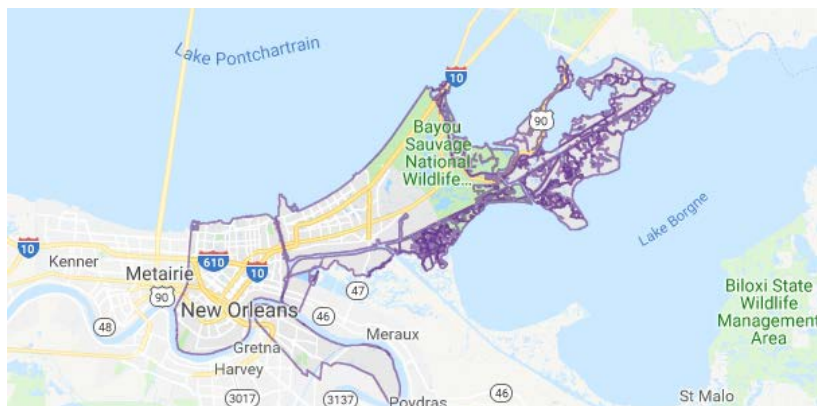 Lake Pontchartrain
10
90
Bayou
Sauvage
National
Wildlife...
Lake Borgne
10
Kenner
610
Metairie
10
90
New Orleans
47
48
46
Meraux
Gretna
Harvey
3017
3137
Poydras
46
Biloxi State
Wildlife
Management
Area
St Malo